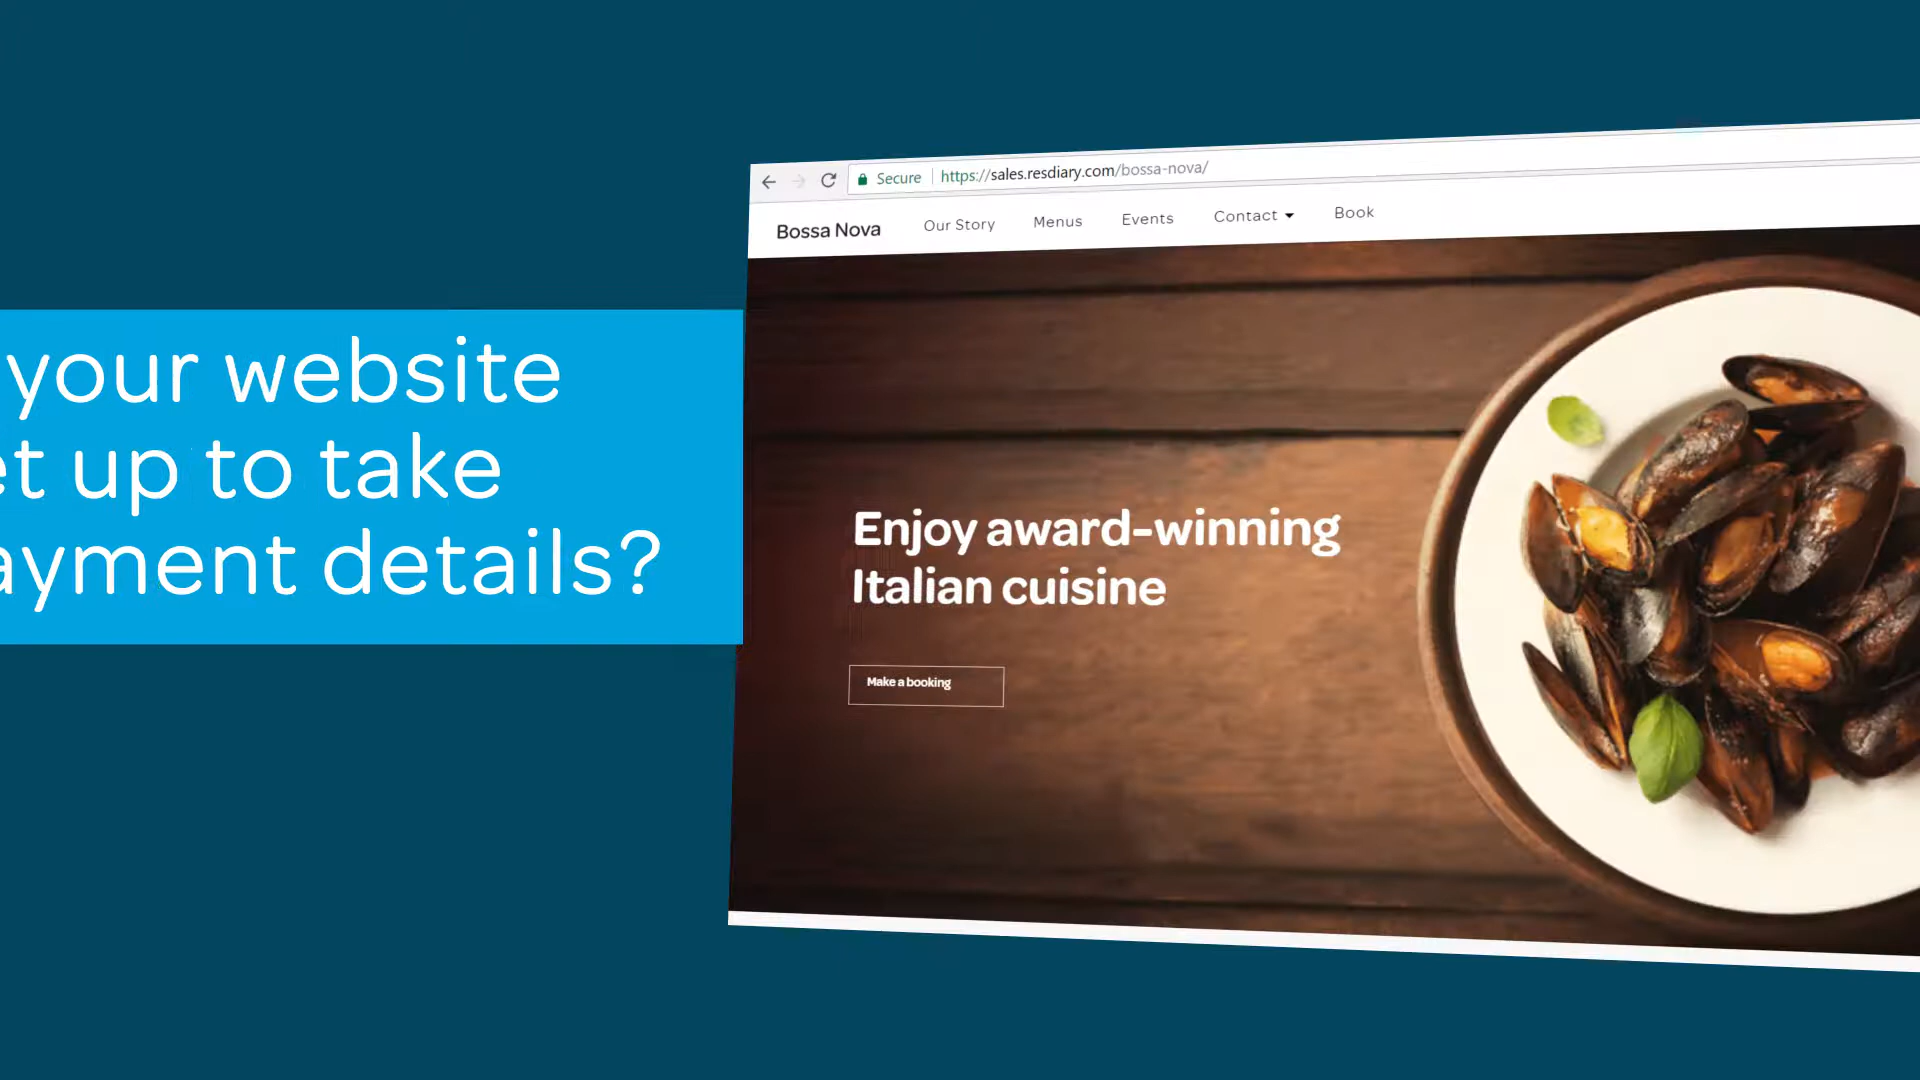 your website
et up to take
ayment details?
Secure https://sales.resdiary.com/bossa-nova/
Bossa Nova Our Story Menus Events Contact Book
Enjoy award-winning
Italian cuisine
Make a booking